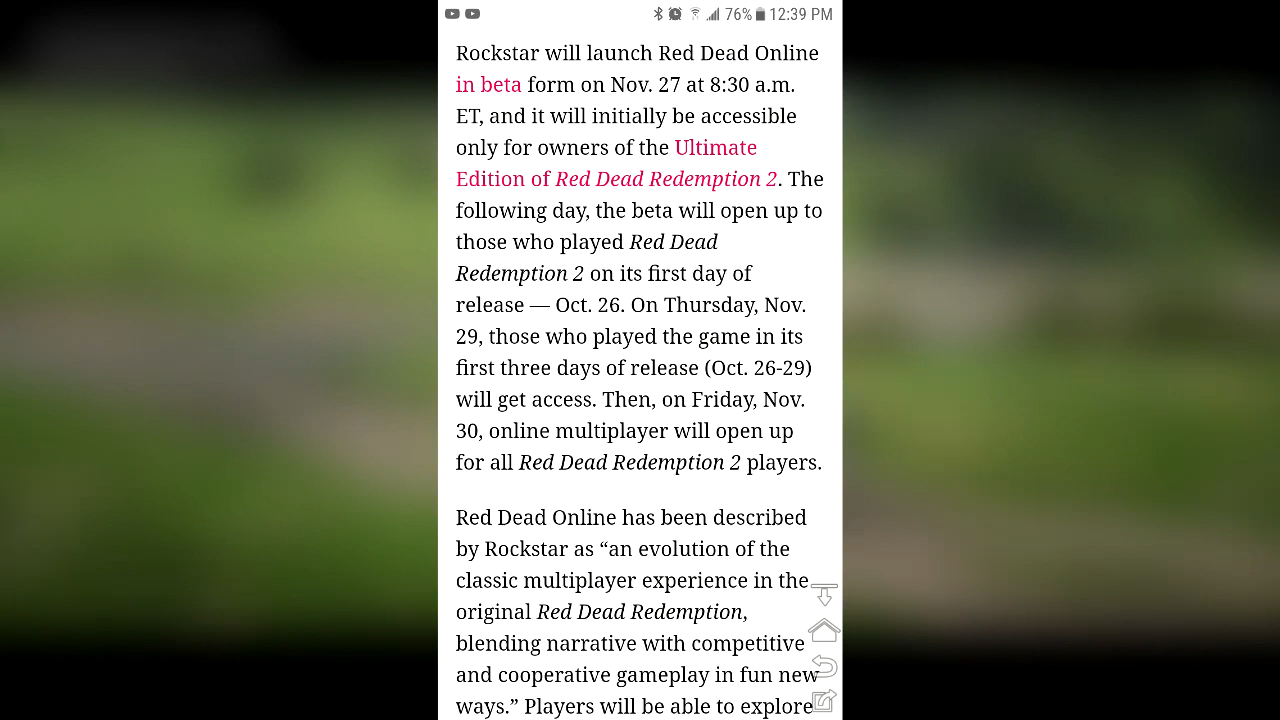 76% 12:39 PM
Rockstar will launch Red Dead Online
in beta form on Nov. 27 at 8:30 a.m.
ET, and it will initially be accessible
only for owners of the Ultimate
Edition of Red Dead Redemption 2. The
following day, the beta will open up to
those who played Red Dead
Redemption 2 on its first day of
release — Oct. 26. On Thursday, Nov.
29, those who played the game in its
first three days of release (Oct. 26-29)
will get access. Then, on Friday, Nov.
30, online multiplayer will open up
for all Red Dead Redemption 2 players.
Red Dead Online has been described
by Rockstar as “an evolution of the
classic multiplayer experience in the
original Red Dead Redemption,
blending narrative with competitive
and cooperative gameplay in fun new
ways.” Players will be able to explore